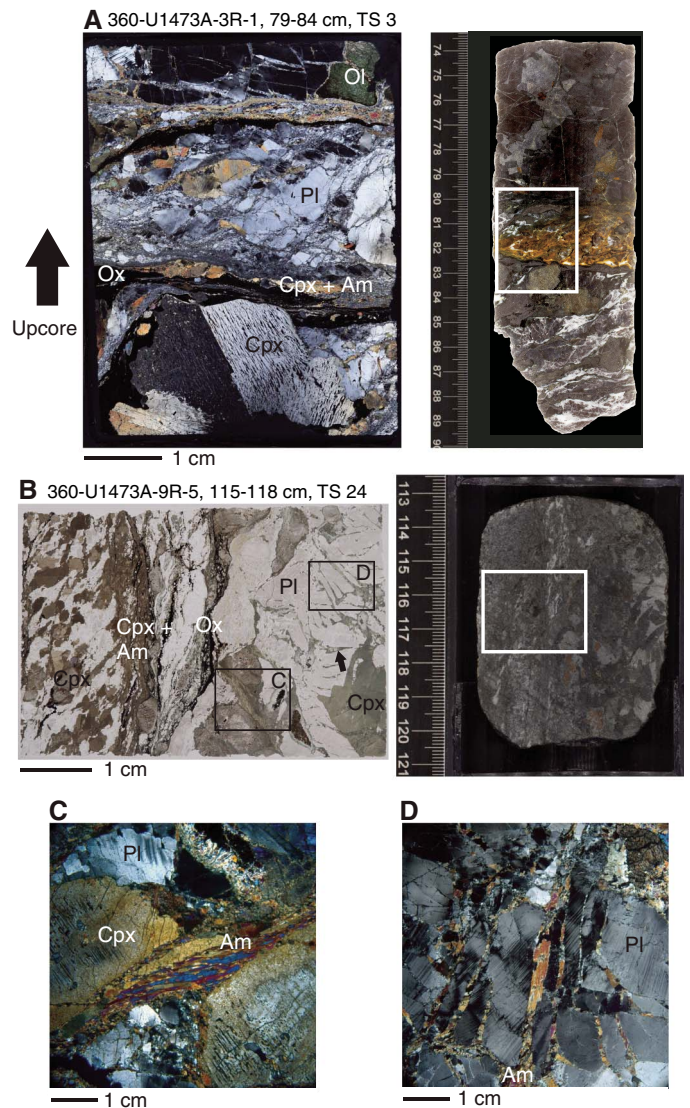 A 360-U1473A-3R-1, 79-84 cm, TS 3
Ol
Pl
Ox
Cpx + Am
Cpx
Upcore
1 cm
74
75
76
77
78
79
80
81
82
83
84
85
86
87
88
89
90
B 360-U1473A-9R-5, 115-118 cm, TS 24
D
Pl
Cpx +
Am
Ox
Cpx
C
Cpx
1 cm
113
114
115
116
117
118
119
120
121
C
Pl
Cpx
Am
1 cm
D
Pl
Am
1 cm